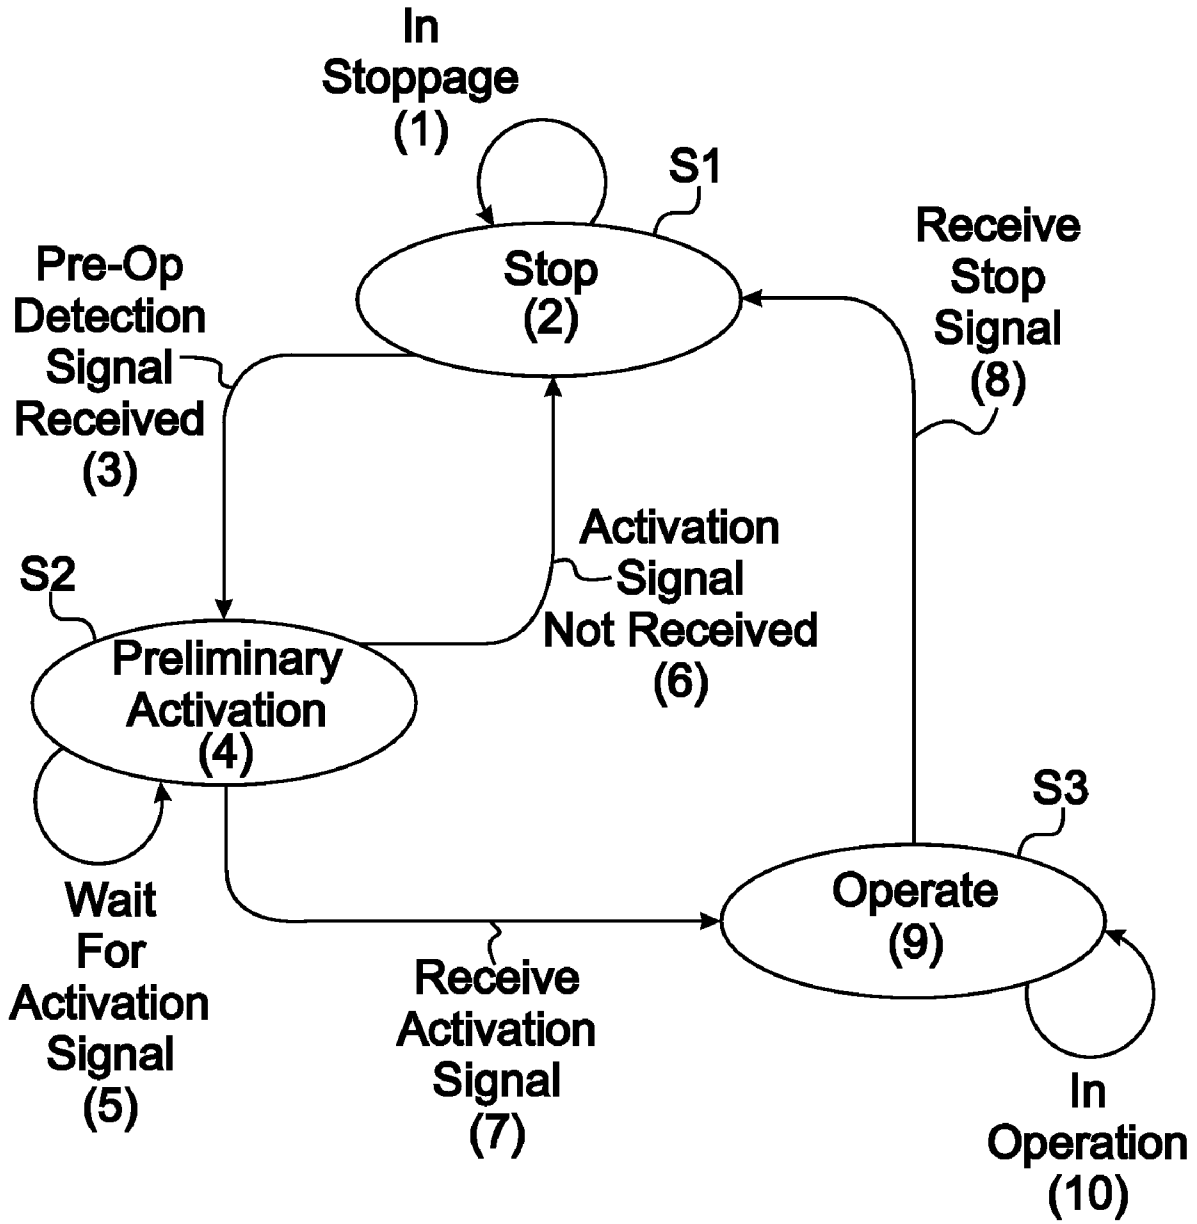 In
Stoppage
(1)
S1
Stop
(2)
Receive
Stop
Signal
(8)
Pre-Op
Detection
Signal
Received
(3)
Activation
Signal
Not Received
(6)
S2
Preliminary
Activation
(4)
S3
Operate
(9)
Wait
For
Activation
Signal
(5)
Receive
Activation
Signal
(7)
In
Operation
(10)